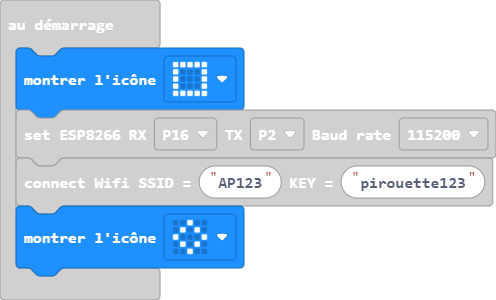 au démarrage
montrer l'icône
set ESP8266 RX P16 TX P2 Baud rate 115200
connect Wifi SSID = "AP123" KEY = "pirouette123"
montrer l'icône